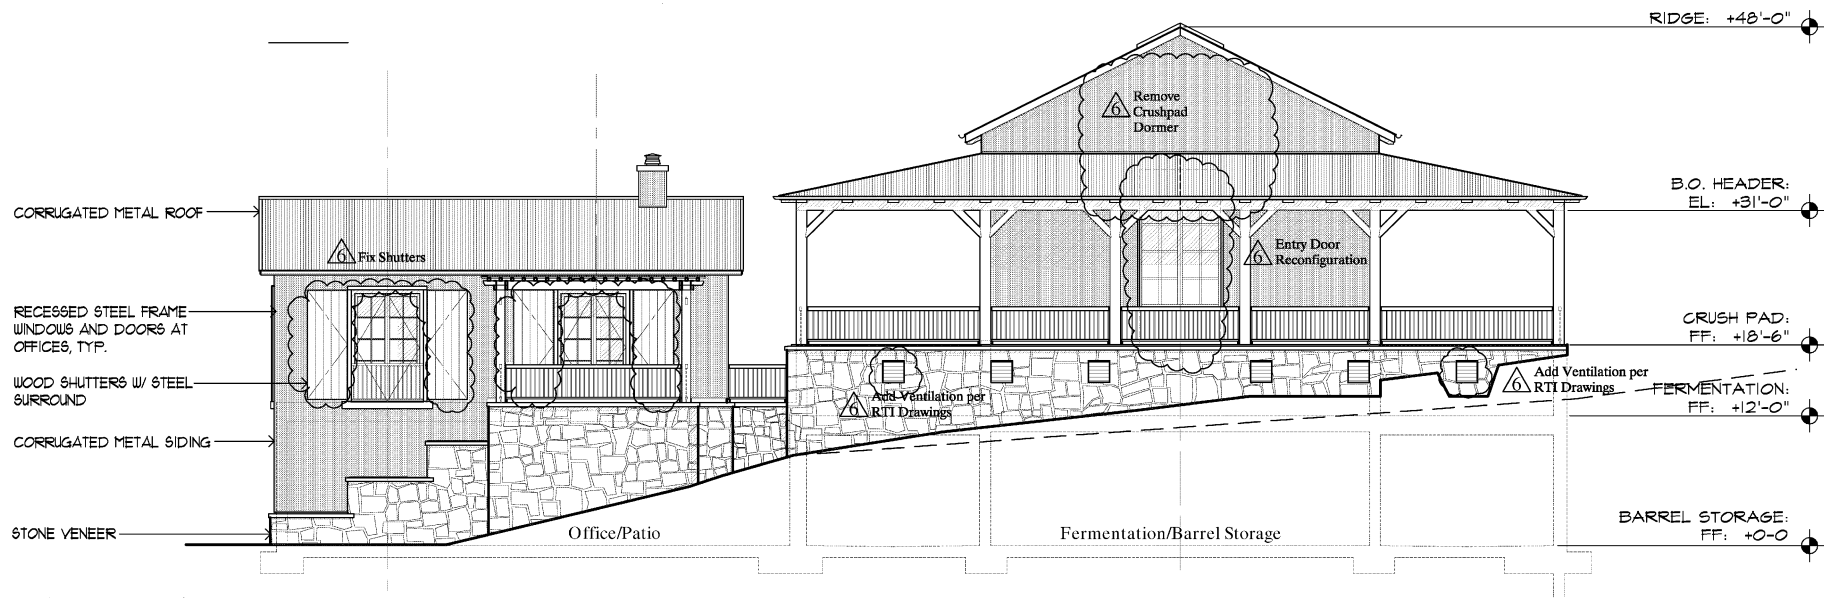 RIDGE: +48'-0"
6 Remove
Crushpad
Dormer
B.O. HEADER:
EL: +31'-0"
CORRUGATED METAL ROOF
6 Fix Shutters
6 Entry Door
Reconfiguration
RECESSED STEEL FRAME
WINDOWS AND DOORS AT
OFFICES, TYP.
CRUSH PAD:
FF: +18'-6"
WOOD SHUTTERS W/ STEEL
SURROUND
6 Add Ventilation per
RTI Drawings
6 Add Ventilation per
RTI Drawings
FERMENTATION:
FF: +12'-0"
CORRUGATED METAL SIDING
STONE VENEER
Office/Patio
Fermentation/Barrel Storage
BARREL STORAGE:
FF: +0-0